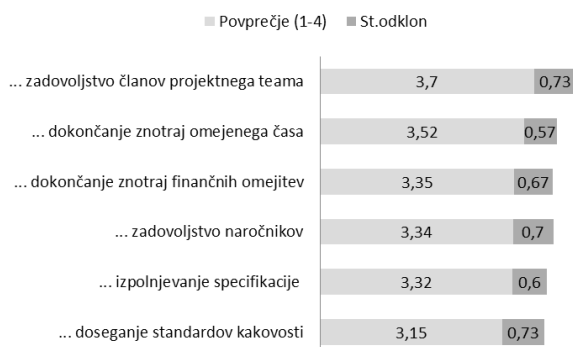 Povprečje (1-4) St.odklon
... zadovoljstvo članov projektnega teama 3,7 0,73
... dokončanje znotraj omejenega časa 3,52 0,57
... dokončanje znotraj finančnih omejitev 3,35 0,67
... zadovoljstvo naročnikov 3,34 0,7
... izpolnjevanje specifikacije 3,32 0,6
... doseganje standardov kakovosti 3,15 0,73